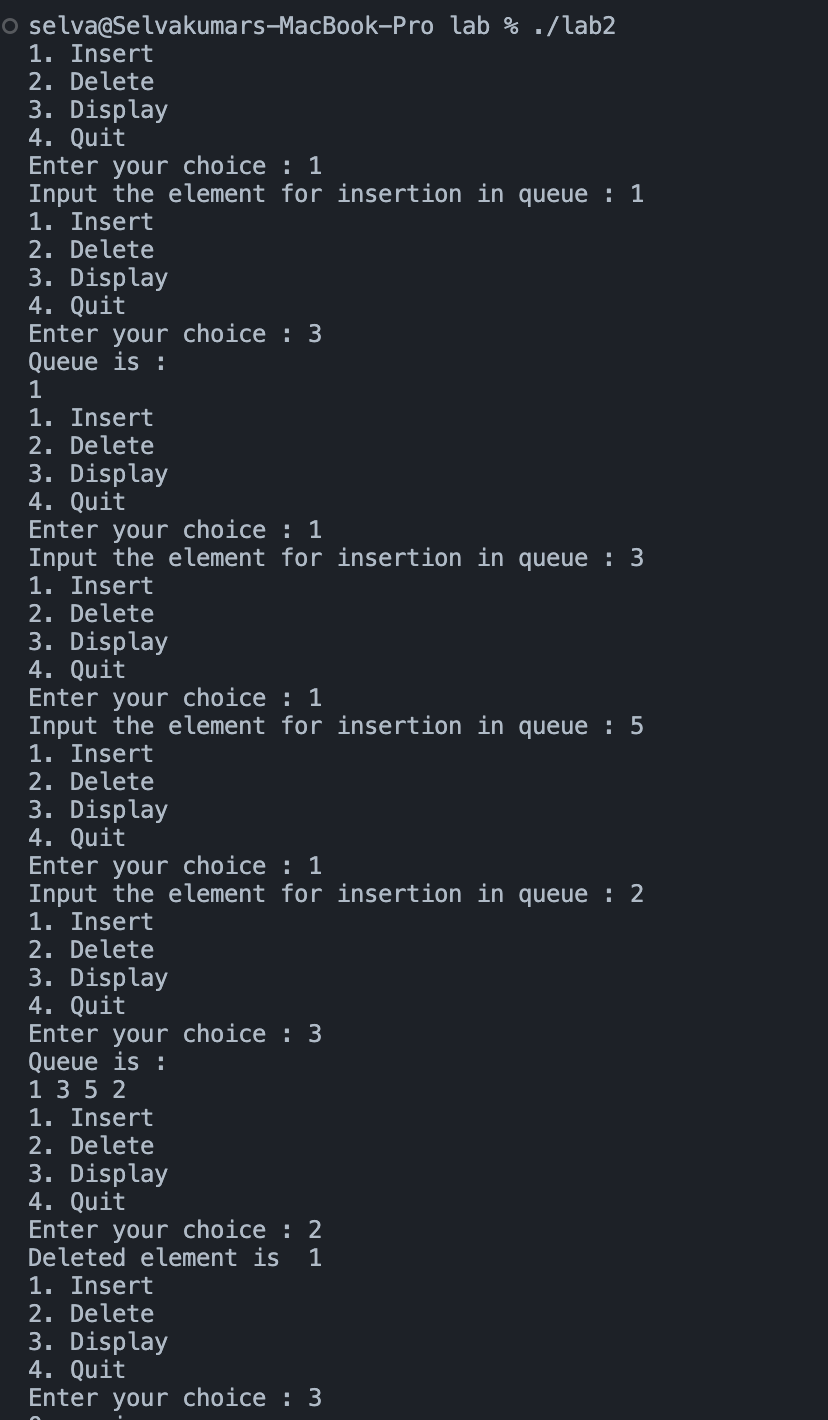 selva@Selvakumars-MacBook-Pro lab % ./lab2
1. Insert
2. Delete
3. Display
4. Quit
Enter your choice : 1
Input the element for insertion in queue : 1
1. Insert
2. Delete
3. Display
4. Quit
Enter your choice : 3
Queue is :
1
1. Insert
2. Delete
3. Display
4. Quit
Enter your choice : 1
Input the element for insertion in queue : 3
1. Insert
2. Delete
3. Display
4. Quit
Enter your choice : 1
Input the element for insertion in queue : 5
1. Insert
2. Delete
3. Display
4. Quit
Enter your choice : 1
Input the element for insertion in queue : 2
1. Insert
2. Delete
3. Display
4. Quit
Enter your choice : 3
Queue is :
1 3 5 2
1. Insert
2. Delete
3. Display
4. Quit
Enter your choice : 2
Deleted element is  1
1. Insert
2. Delete
3. Display
4. Quit
Enter your choice : 3